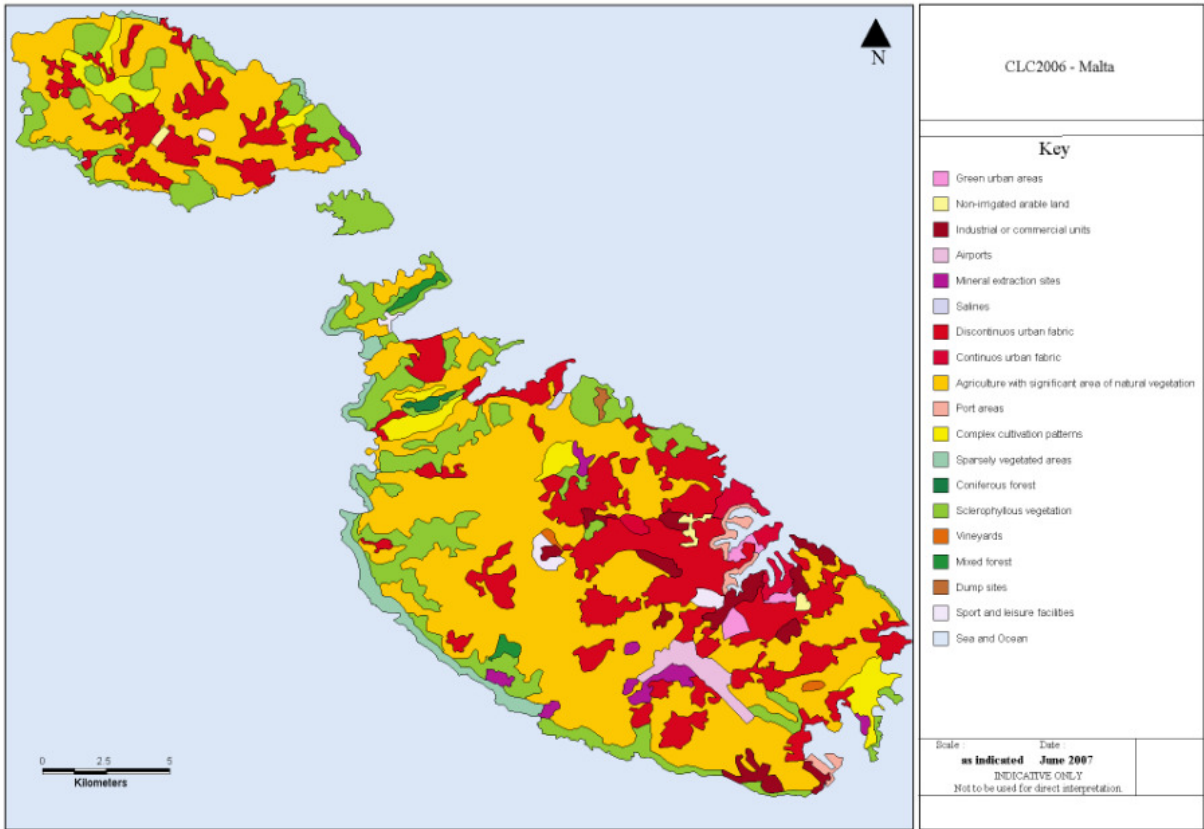 N
0 2.5 5
Kilometers
CLC2006 - Malta
Key
Green urban areas
Non-irrigated arable land
Industrial or commercial units
Airports
Mineral extraction sites
Salines
Discontinuos urban fabric
Continuos urban fabric
Agriculture with significant area of natural vegetation
Port areas
Complex cultivation patterns
Sparsely vegetated areas
Coniferous forest
Sclerophyllous vegetation
Vineyards
Mixed forest
Dump sites
Sport and leisure facilities
Sea and Ocean
Scale : Date :
as indicated June 2007
INDICATIVE ONLY
Not to be used for direct interpretation.